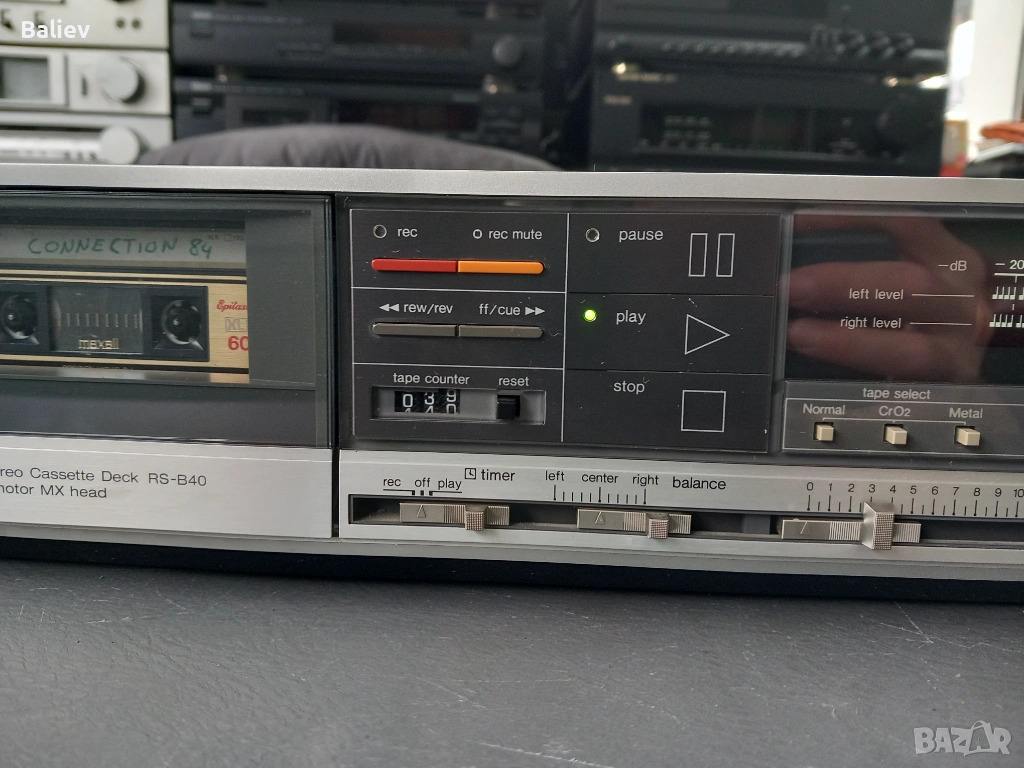 Baliev
CONNECTION 84
Epitaxial
maxell
60
rec
rec mute
rew/rev ff/cue
tape counter reset
pause
play
stop
-dB
-20
left level
right level
tape select
Normal CrO2 Metal
reo Cassette Deck RS-B40
motor MX head
timer
rec off play
left center right balance
0 1 2 3 4 5 6 7 8 9 10
BAZAR